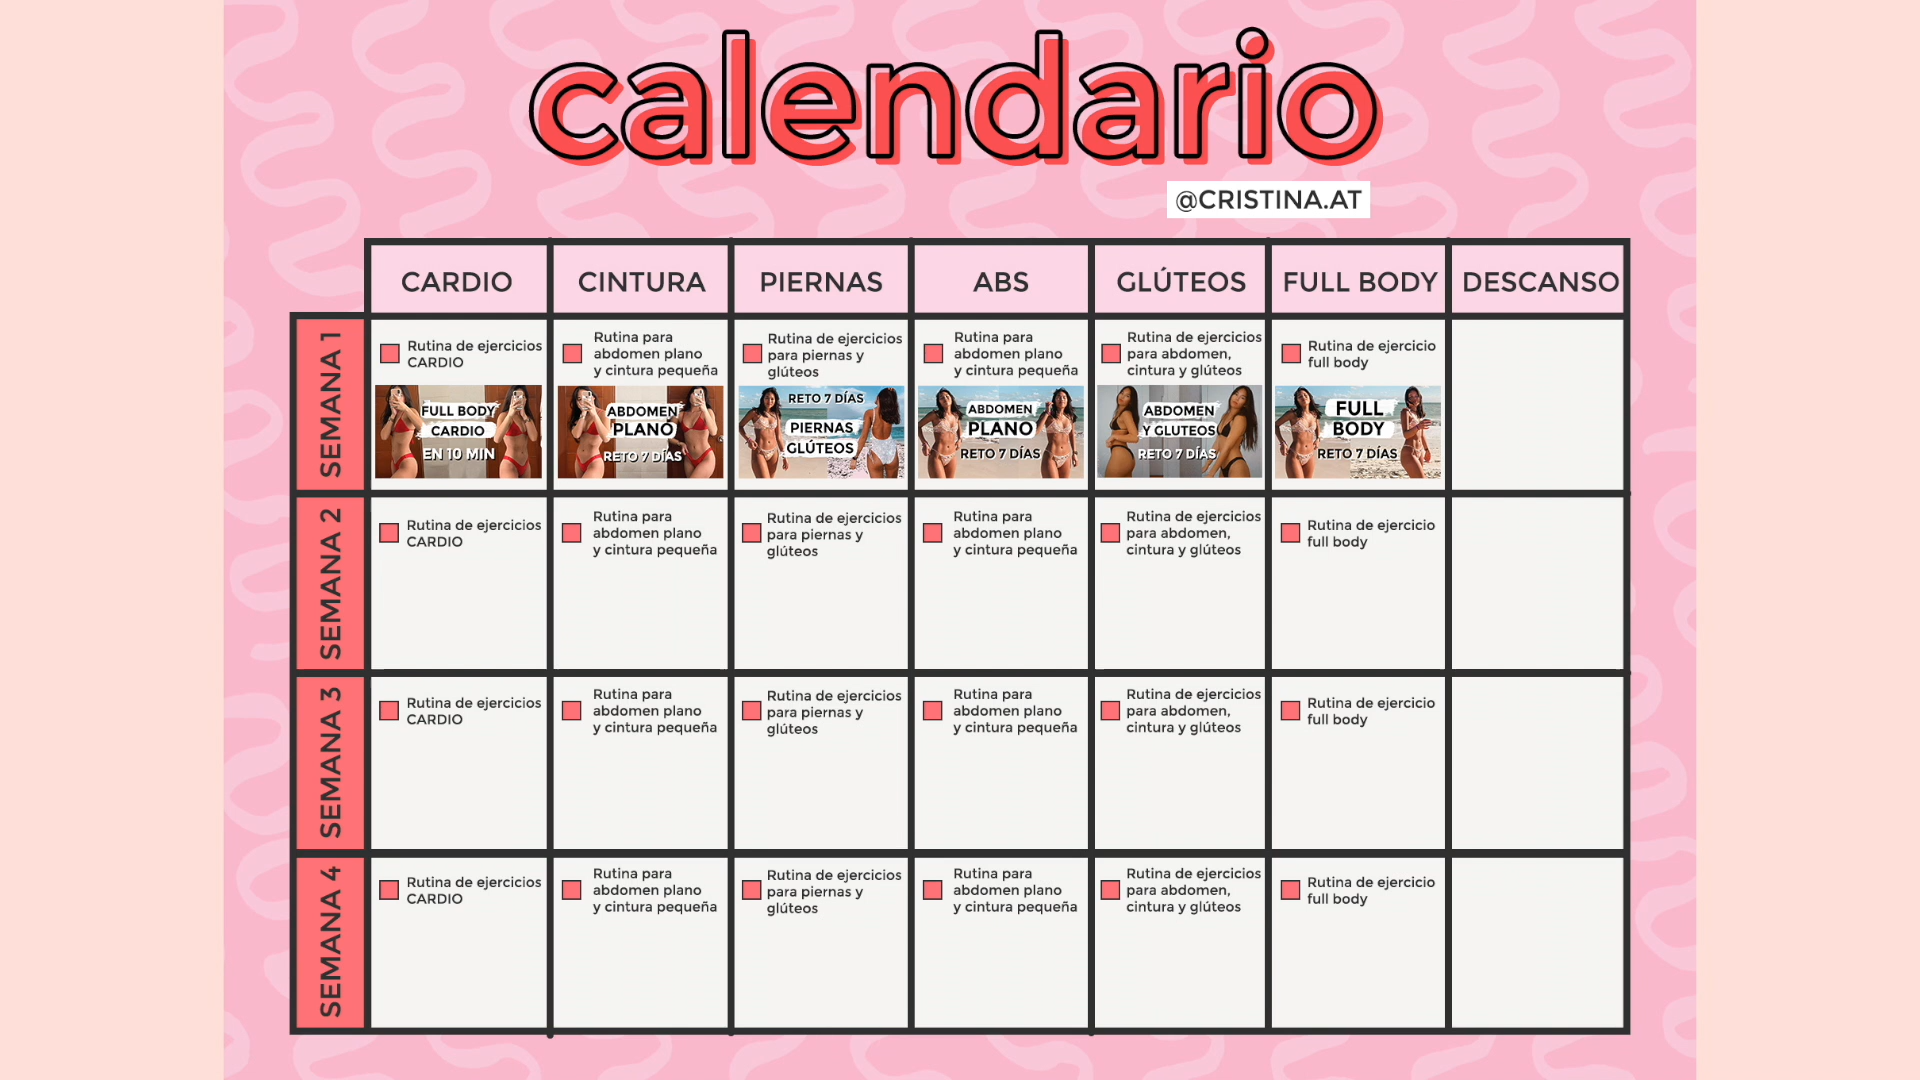 calendario
@CRISTINA.AT
CARDIO
CINTURA
PIERNAS
ABS
GLÚTEOS
FULL BODY
DESCANSO
SEMANA 1
Rutina de ejercicios
CARDIO
FULL BODY
CARDIO
EN 10 MIN
Rutina para
abdomen plano
y cintura pequeña
ABDOMEN
PLANO
RETO 7 DÍAS
Rutina de ejercicios
para piernas y
glúteos
RETO 7 DÍAS
PIERNAS
GLÚTEOS
Rutina para
abdomen plano
y cintura pequeña
ABDOMEN
PLANO
RETO 7 DÍAS
Rutina de ejercicios
para abdomen,
cintura y glúteos
ABDOMEN
Y GLUTEOS
RETO 7 DÍAS
Rutina de ejercicio
full body
FULL
BODY
RETO 7 DÍAS
SEMANA 2
Rutina de ejercicios
CARDIO
Rutina para
abdomen plano
y cintura pequeña
Rutina de ejercicios
para piernas y
glúteos
Rutina para
abdomen plano
y cintura pequeña
Rutina de ejercicios
para abdomen,
cintura y glúteos
Rutina de ejercicio
full body
SEMANA 3
Rutina de ejercicios
CARDIO
Rutina para
abdomen plano
y cintura pequeña
Rutina de ejercicios
para piernas y
glúteos
Rutina para
abdomen plano
y cintura pequeña
Rutina de ejercicios
para abdomen,
cintura y glúteos
Rutina de ejercicio
full body
SEMANA 4
Rutina de ejercicios
CARDIO
Rutina para
abdomen plano
y cintura pequeña
Rutina de ejercicios
para piernas y
glúteos
Rutina para
abdomen plano
y cintura pequeña
Rutina de ejercicios
para abdomen,
cintura y glúteos
Rutina de ejercicio
full body